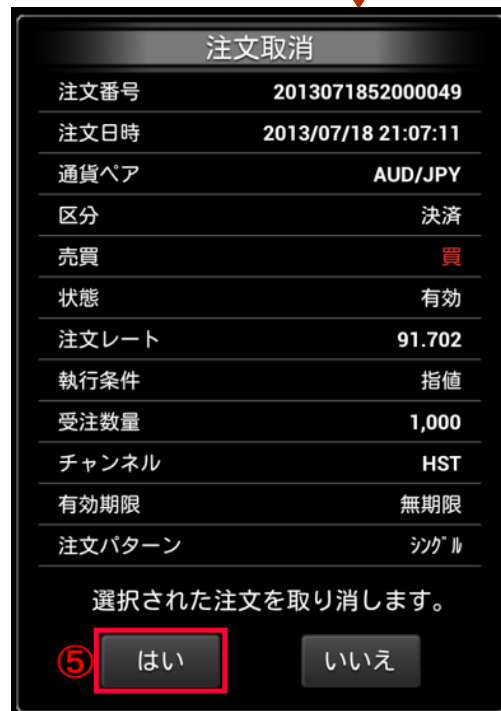 注文取消
注文番号 2013071852000049
注文日時 2013/07/18 21:07:11
通貨ペア AUD/JPY
区分 決済
売買 買
状態 有効
注文レート 91.702
執行条件 指値
受注数量 1,000
チャンネル HST
有効期限 無期限
注文パターン ｼﾝｸﾞﾙ
選択された注文を取り消します。
⑤ はい いいえ